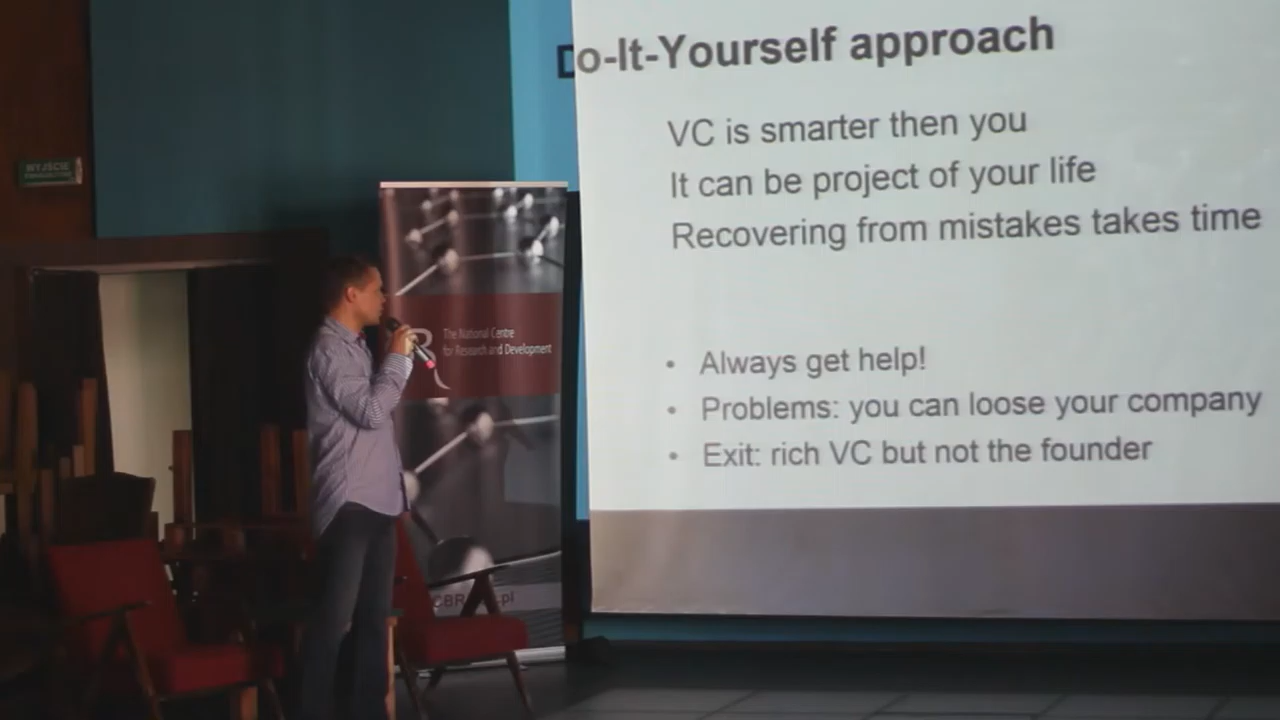 Do-It-Yourself approach
VC is smarter then you
It can be project of your life
Recovering from mistakes takes time
• Always get help!
• Problems: you can loose your company
• Exit: rich VC but not the founder
WYJŚCIE
The National Centre
for Research and Development